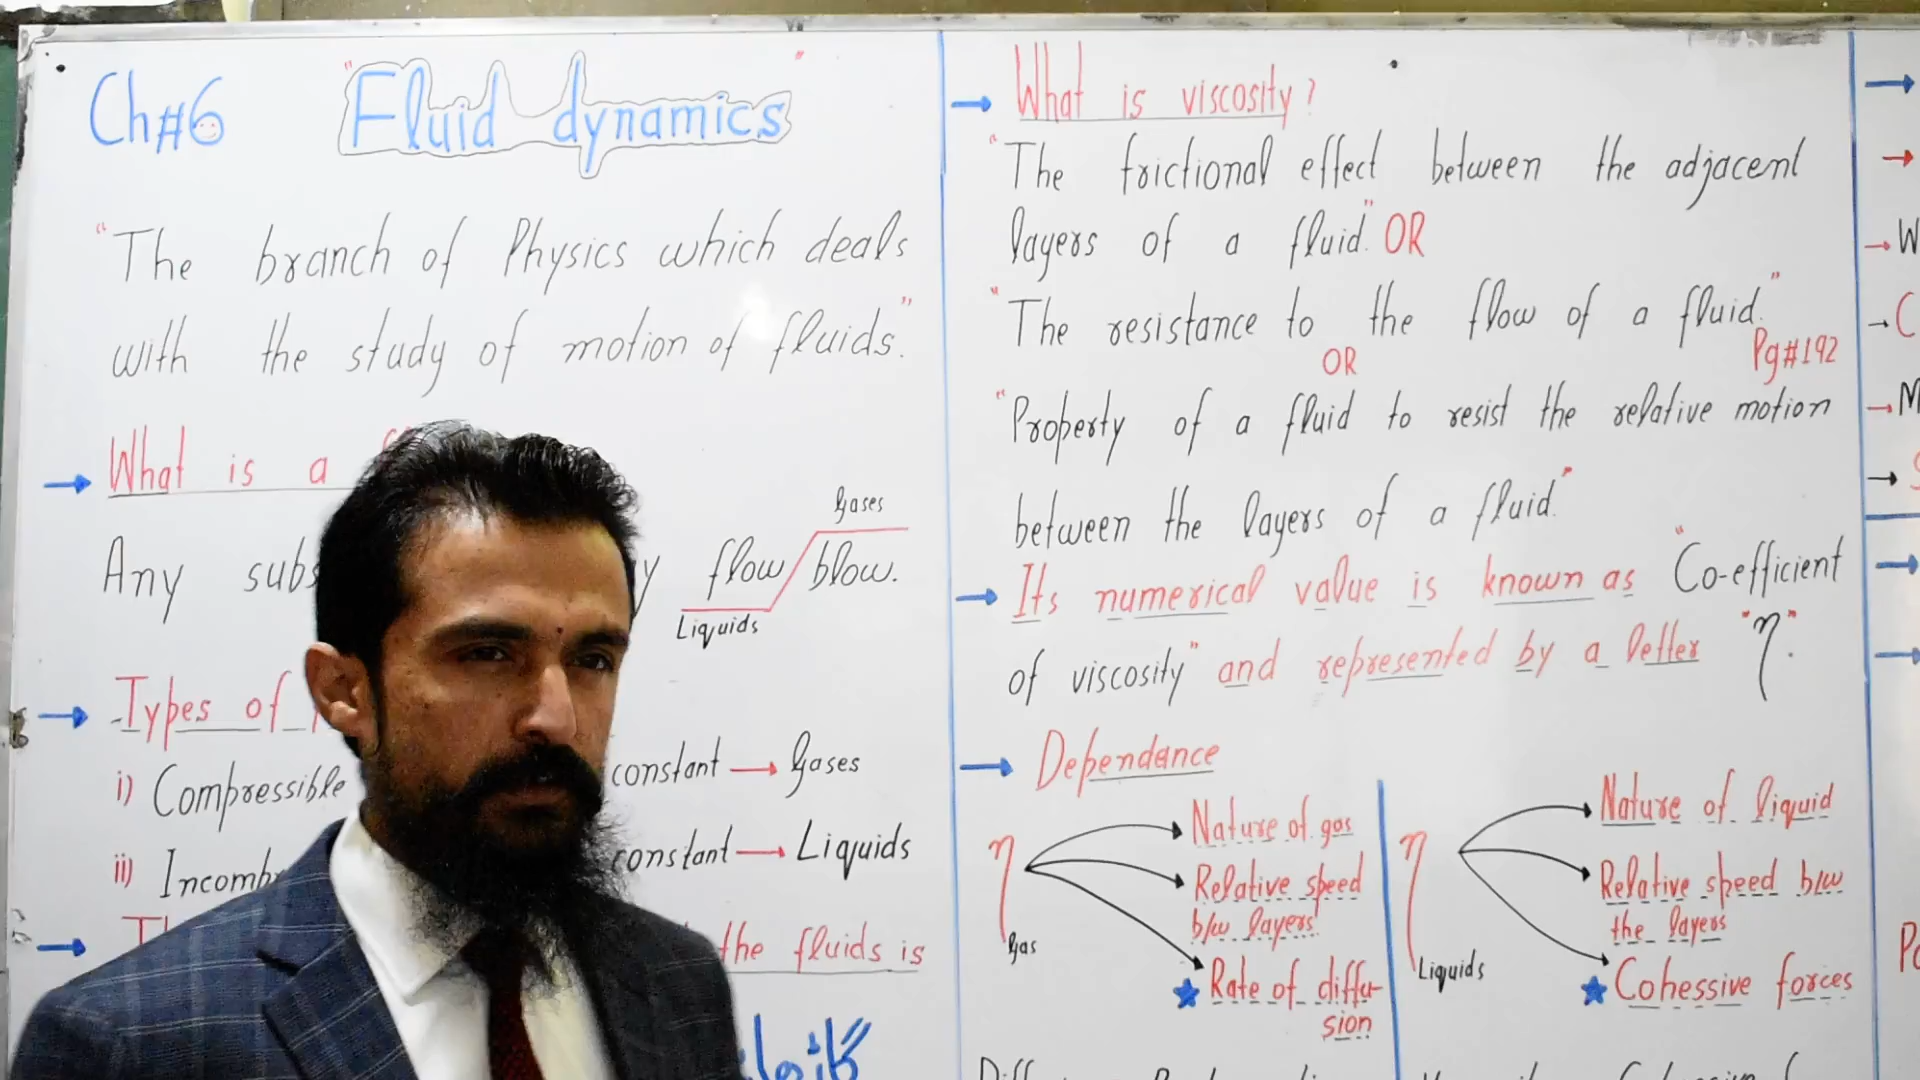 Ch#6 "Fluid dynamics"
"The branch of Physics which deals
with the study of motion of fluids."
What is a
Any flow/blow.
Gases
Liquids
Types of
i) Compressible constant → Gases
ii) constant → Liquids
the fluids is
What is viscosity?
"The frictional effect between the adjacent
layers of a fluid." OR
"The resistance to the flow of a fluid."
OR
Pg#192
"Property of a fluid to resist the relative motion
between the layers of a fluid."
Its numerical value is known as "Co-efficient
of viscosity" and represented by a letter "η".
Dependance
η Gas
Nature of gas
Relative speed
b/w layers
Rate of diffu-
sion
η Liquids
Nature of liquid
Relative speed b/w
the layers
Cohessive forces